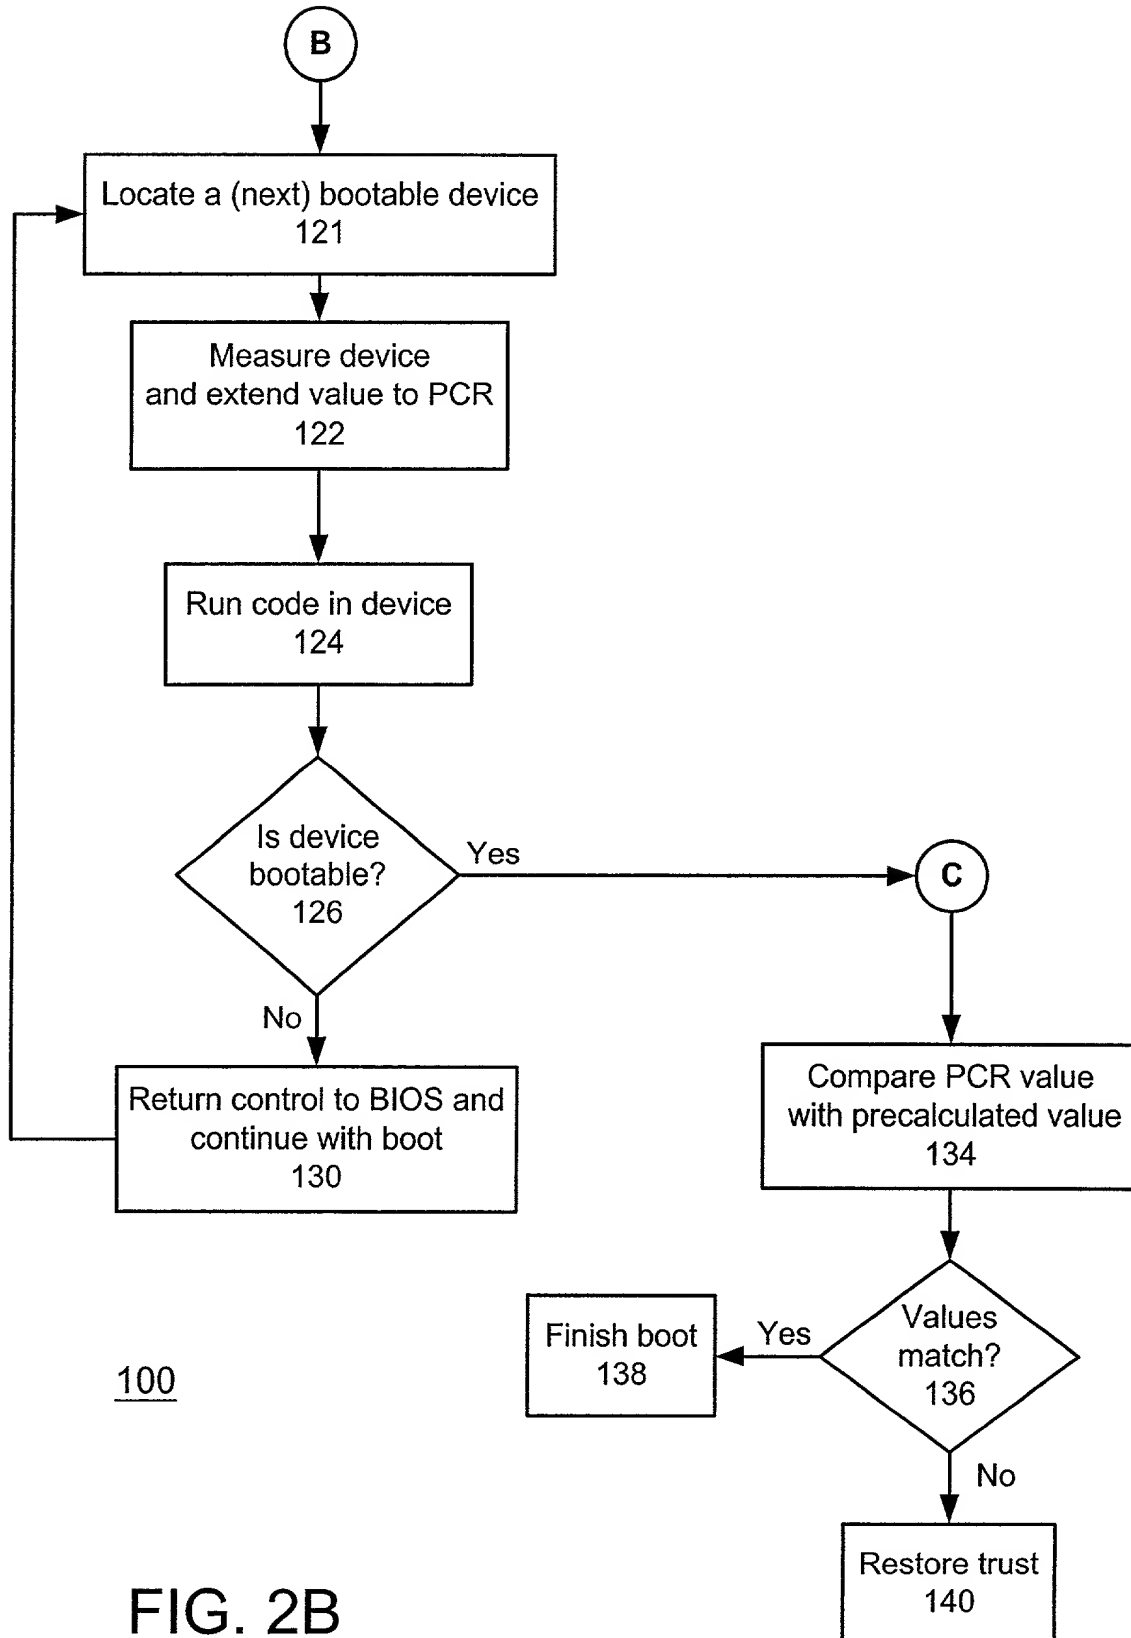 B
Locate a (next) bootable device
121
Measure device
and extend value to PCR
122
Run code in device
124
Is device
bootable?
126
Yes
No
C
Return control to BIOS and
continue with boot
130
Compare PCR value
with precalculated value
134
Values
match?
136
Yes
Finish boot
138
No
Restore trust
140
100
FIG. 2B